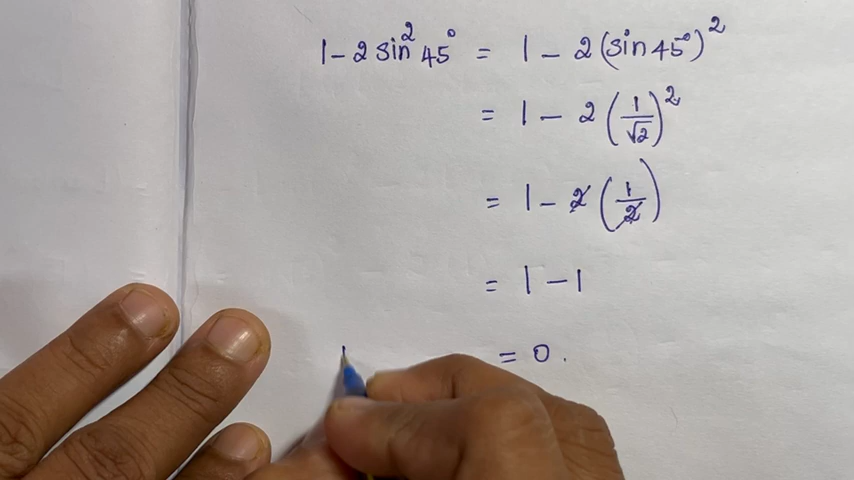 1 - 2 sin² 45° = 1 - 2 (sin 45°)²
= 1 - 2 (1/√2)²
= 1 - 2 (1/2)
= 1 - 1
= 0.